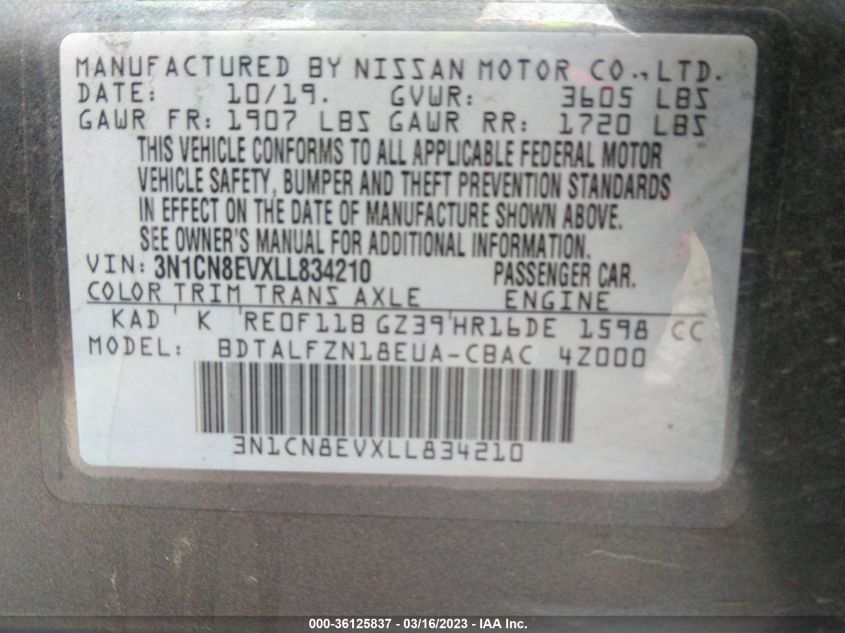 MANUFACTURED BY NISSAN MOTOR CO., LTD.
DATE: 10/19. GVWR: 3605 LBS
GAWR FR: 1907 LBS GAWR RR: 1720 LBS
THIS VEHICLE CONFORMS TO ALL APPLICABLE FEDERAL MOTOR
VEHICLE SAFETY, BUMPER AND THEFT PREVENTION STANDARDS
IN EFFECT ON THE DATE OF MANUFACTURE SHOWN ABOVE.
SEE OWNER'S MANUAL FOR ADDITIONAL INFORMATION.
VIN: 3N1CN8EVXLL834210 PASSENGER CAR.
COLOR TRIM TRANS AXLE ENGINE
KAD ' K ' RE0F11B GZ39 ' HR16DE 1598 CC
MODEL: BDTALFZN18EUA-CBAC 4Z000
3N1CN8EVXLL834210
000-36125837 - 03/16/2023 - IAA Inc.